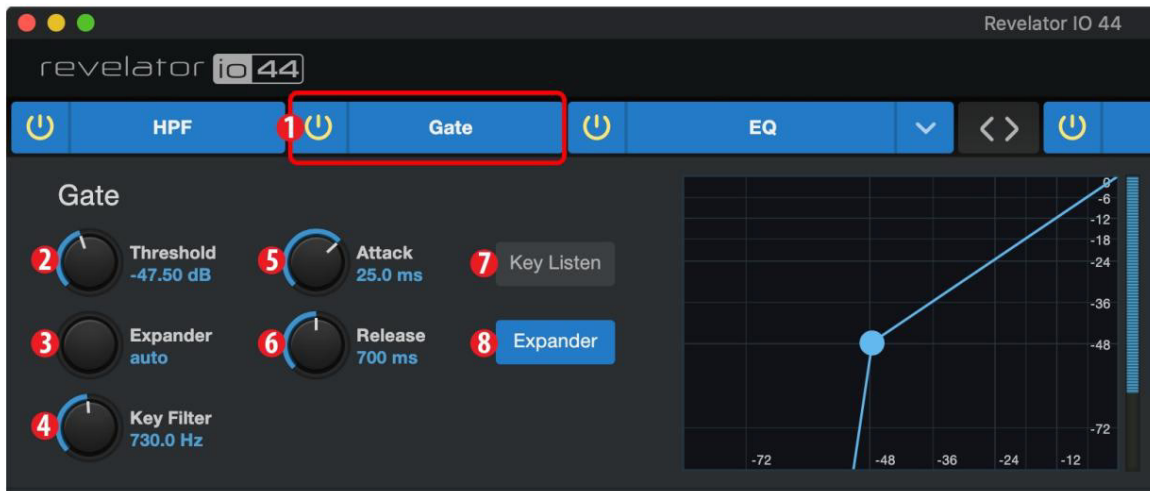 Revelator IO 44
revelator io 44
HPF
1
Gate
EQ
Gate
2
Threshold
-47.50 dB
5
Attack
25.0 ms
7
Key Listen
3
Expander
auto
6
Release
700 ms
8
Expander
4
Key Filter
730.0 Hz
0
-6
-12
-18
-24
-36
-48
-72
-72
-48
-36
-24
-12